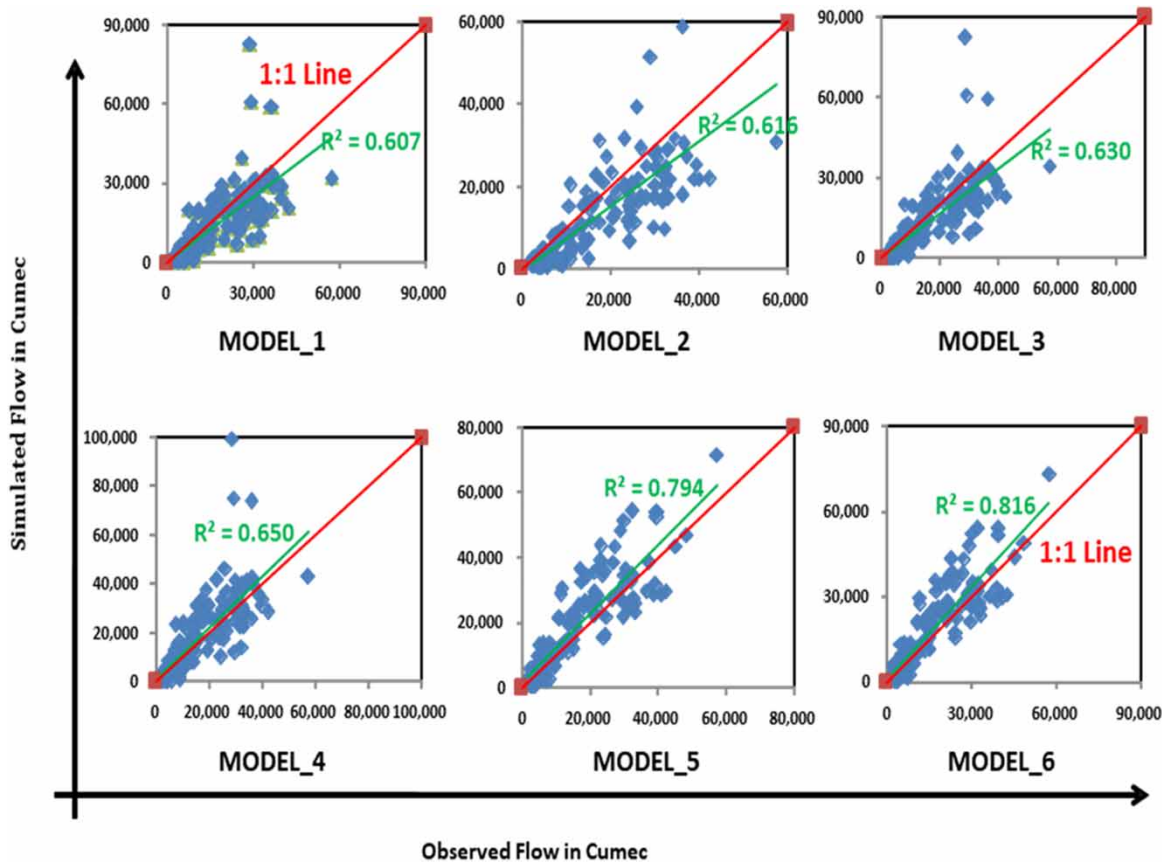 Simulated Flow in Cumec
90,000
60,000
30,000
0
1:1 Line
R² = 0.607
0 30,000 60,000 90,000
MODEL_1
60,000
40,000
20,000
0
R² = 0.616
0 20,000 40,000 60,000
MODEL_2
90,000
60,000
30,000
0
R² = 0.630
0 20,000 40,000 60,000 80,000
MODEL_3
100,000
80,000
60,000
40,000
20,000
0
R² = 0.650
0 20,000 40,000 60,000 80,000 100,000
MODEL_4
80,000
60,000
40,000
20,000
0
R² = 0.794
0 20,000 40,000 60,000 80,000
MODEL_5
90,000
60,000
30,000
0
R² = 0.816
1:1 Line
0 30,000 60,000 90,000
MODEL_6
Observed Flow in Cumec